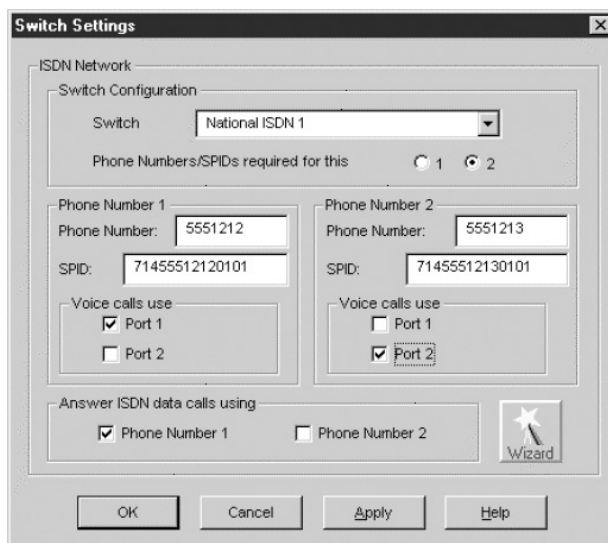 Switch Settings
ISDN Network
Switch Configuration
Switch
National ISDN 1
Phone Numbers/SPIDs required for this
1
2
Phone Number 1
Phone Number:
5551212
SPID:
71455512120101
Voice calls use
Port 1
Port 2
Phone Number 2
Phone Number:
5551213
SPID:
71455512130101
Voice calls use
Port 1
Port 2
Answer ISDN data calls using
Phone Number 1
Phone Number 2
Wizard
OK
Cancel
Apply
Help